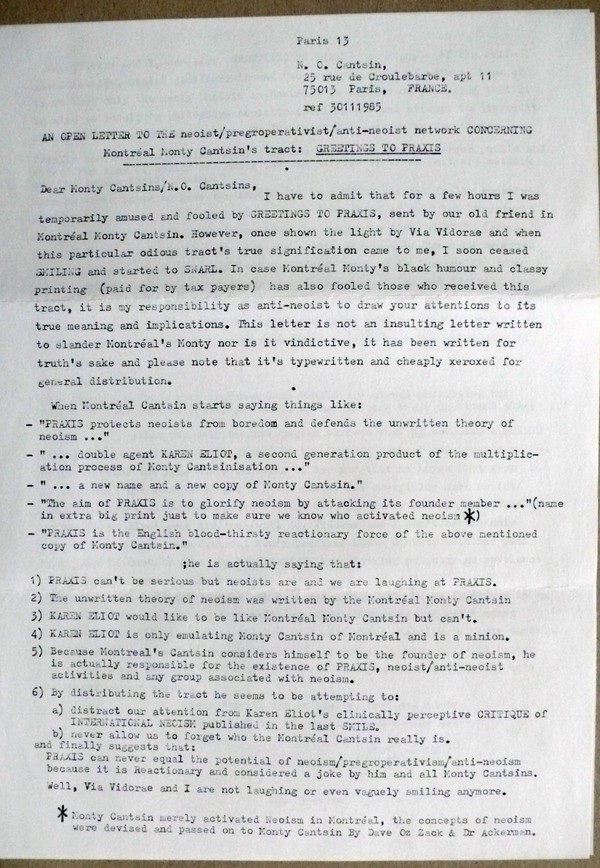 Paris 13
N. O. Cantsin,
25 rue de Croulebarbe, apt 11
75013 Paris, FRANCE.
ref 30111985
AN OPEN LETTER TO THE neoist/pregroperativist/anti-neoist network CONCERNING
Montréal Monty Cantsin's tract: GREETINGS TO PRAXIS
Dear Monty Cantsins/N.O. Cantsins,
I have to admit that for a few hours I was
temporarily amused and fooled by GREETINGS TO PRAXIS, sent by our old friend in
Montréal Monty Cantsin. However, once shown the light by Via Vidorae and when
this particular odious tract's true signification came to me, I soon ceased
SMILING and started to SNARL. In case Montréal Monty's black humour and classy
printing (paid for by tax payers) has also fooled those who received this
tract, it is my responsibility as anti-neoist to draw your attentions to its
true meaning and implications. This letter is not an insulting letter written
to slander Montréal's Monty nor is it vindictive, it has been written for
truth's sake and please note that it's typewritten and cheaply xeroxed for
general distribution.
When Montréal Cantsin starts saying things like:
- "PRAXIS protects neoists from boredom and defends the unwritten theory of
neoism ..."
- " ... double agent KAREN ELIOT, a second generation product of the multiplic-
ation process of Monty Cantsinisation ..."
- " ... a new name and a new copy of Monty Cantsin."
- "The aim of PRAXIS is to glorify neoism by attacking its founder member ..."(name
in extra big print just to make sure we know who activated neoism *)
- "PRAXIS is the English blood-thirsty reactionary force of the above mentioned
copy of Monty Cantsin."
;he is actually saying that:
1) PRAXIS can't be serious but neoists are and we are laughing at PRAXIS.
2) The unwritten theory of neoism was written by the Montréal Monty Cantsin
3) KAREN ELIOT would like to be like Montréal Monty Cantsin but can't.
4) KAREN ELIOT is only emulating Monty Cantsin of Montréal and is a minion.
5) Because Montreal's Cantsin considers himself to be the founder of neoism, he
is actually responsible for the existence of PRAXIS, neoist/anti-neoist
activities and any group associated with neoism.
6) By distributing the tract he seems to be attempting to:
a) distract our attention from Karen Eliot's clinically perceptive CRITIQUE of
INTERNATIONAL NEOISM published in the last SMILE.
b) never allow us to forget who the Montréal Cantsin really is.
and finally suggests that:
PRAXIS can never equal the potential of neoism/pregroperativism/anti-neoism
because it is Reactionary and considered a joke by him and all Monty Cantsins.
Well, Via Vidorae and I are not laughing or even vaguely smiling anymore.
* Monty Cantsin merely activated Neoism in Montréal, the concepts of neoism
were devised and passed on to Monty Cantsin By Dave Oz Zack & Dr Ackerman.